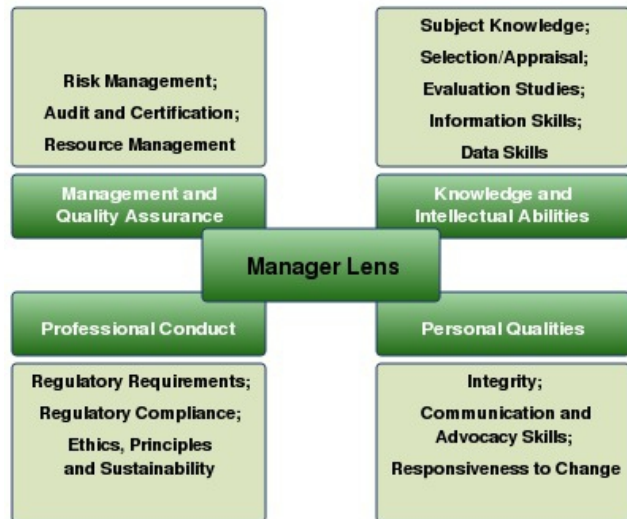 Risk Management;
Audit and Certification;
Resource Management
Management and
Quality Assurance
Subject Knowledge;
Selection/Appraisal;
Evaluation Studies;
Information Skills;
Data Skills
Knowledge and
Intellectual Abilities
Manager Lens
Professional Conduct
Regulatory Requirements;
Regulatory Compliance;
Ethics, Principles
and Sustainability
Personal Qualities
Integrity;
Communication and
Advocacy Skills;
Responsiveness to Change